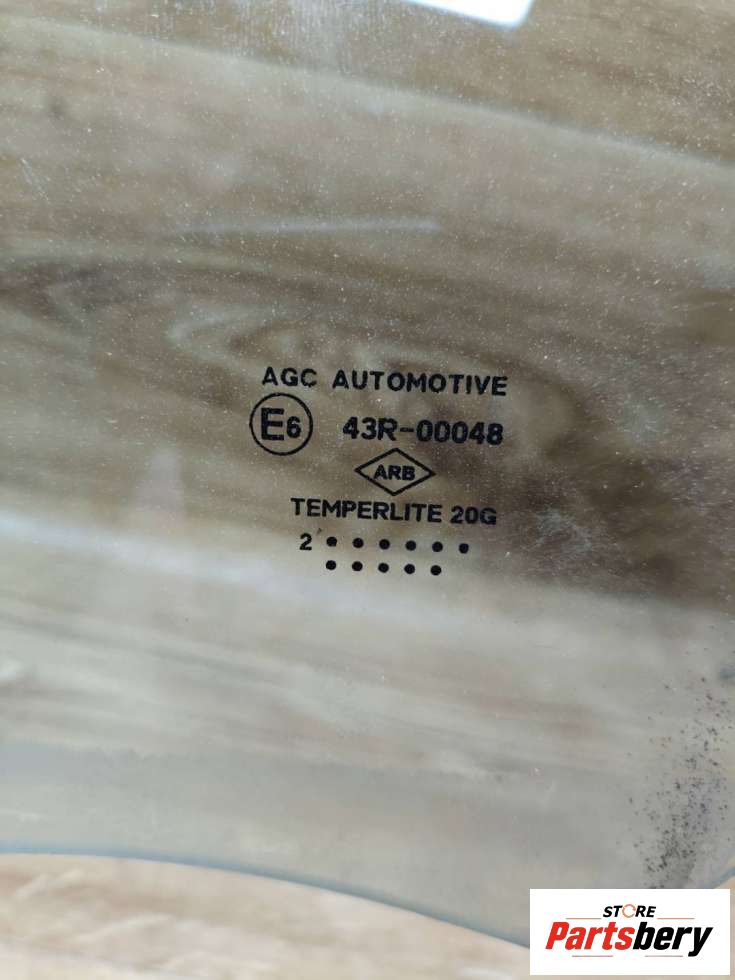 AGC AUTOMOTIVE
E6 43R-00048
ARB
TEMPERLITE 20G
2 • • • • • •
• • • • •
STORE
Partsbery